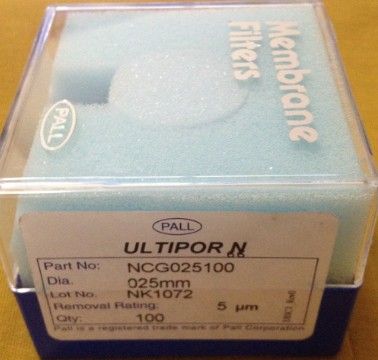 Membrane
Filters
PALL
PALL
ULTIPOR N
66
Part No: NCG025100
Dia. 025mm
Lot No. NK1072
Removal Rating: 5 µm
Qty: 100
Pall is a registered trade mark of Pall Corporation